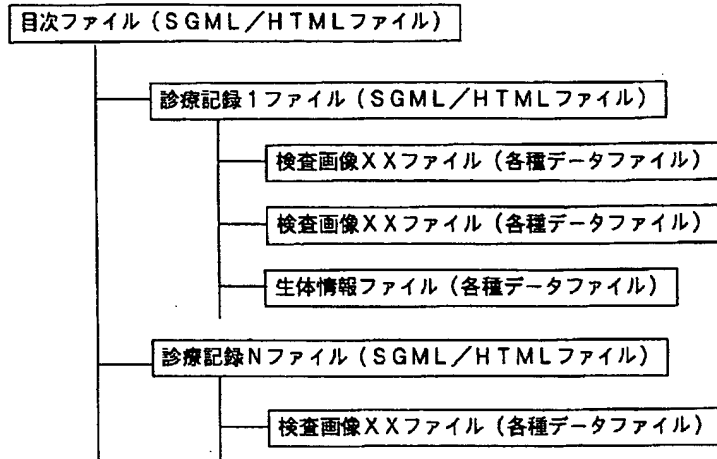 目次ファイル（ＳＧＭＬ／ＨＴＭＬファイル）
診療記録１ファイル（ＳＧＭＬ／ＨＴＭＬファイル）
検査画像ＸＸファイル（各種データファイル）
検査画像ＸＸファイル（各種データファイル）
生体情報ファイル（各種データファイル）
診療記録Ｎファイル（ＳＧＭＬ／ＨＴＭＬファイル）
検査画像ＸＸファイル（各種データファイル）